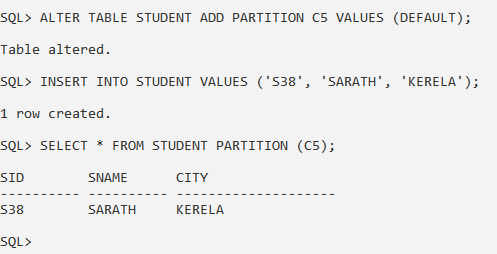 SQL> ALTER TABLE STUDENT ADD PARTITION C5 VALUES (DEFAULT);
Table altered.
SQL> INSERT INTO STUDENT VALUES ('S38', 'SARATH', 'KERELA');
1 row created.
SQL> SELECT * FROM STUDENT PARTITION (C5);
SID        SNAME      CITY
---------- ---------- --------------------
S38        SARATH     KERELA
SQL>